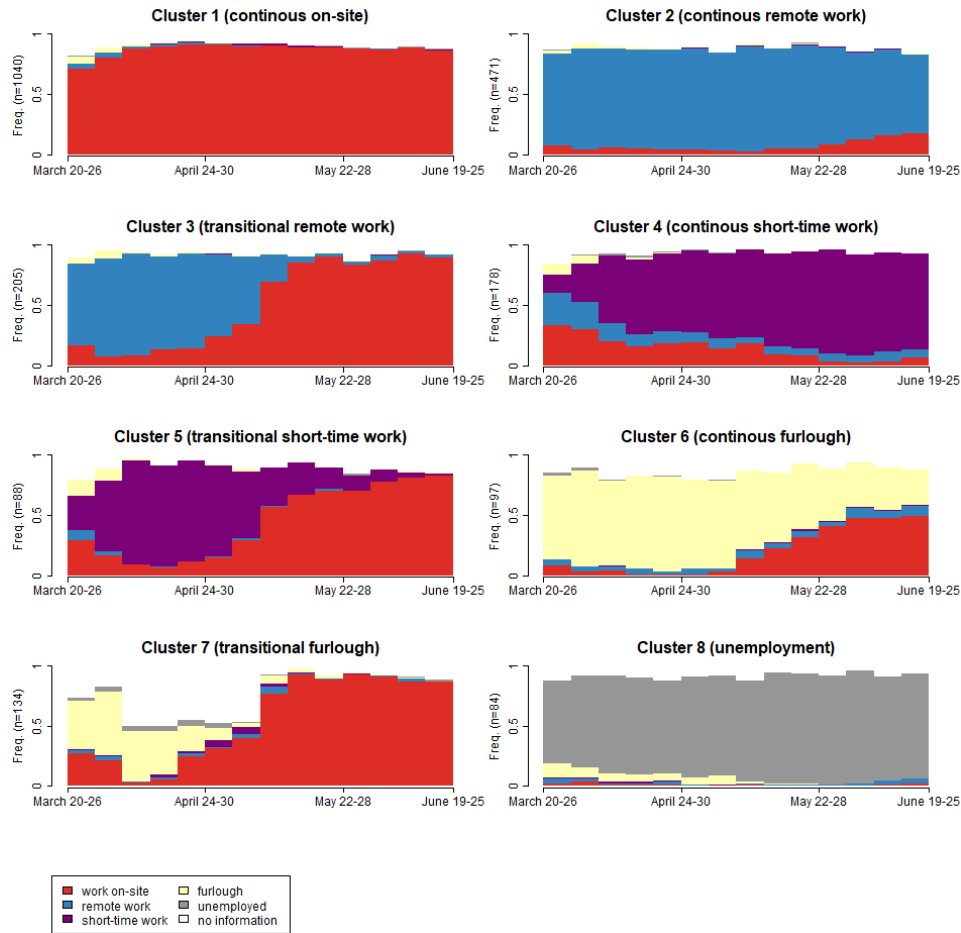 Cluster 1 (continous on-site)
Freq. (n=1040)
0 0.5 1
March 20-26 April 24-30 May 22-28 June 19-25
Cluster 2 (continous remote work)
Freq. (n=471)
0 0.5 1
March 20-26 April 24-30 May 22-28 June 19-25
Cluster 3 (transitional remote work)
Freq. (n=205)
0 0.5 1
March 20-26 April 24-30 May 22-28 June 19-25
Cluster 4 (continous short-time work)
Freq. (n=178)
0 0.5 1
March 20-26 April 24-30 May 22-28 June 19-25
Cluster 5 (transitional short-time work)
Freq. (n=88)
0 0.5 1
March 20-26 April 24-30 May 22-28 June 19-25
Cluster 6 (continous furlough)
Freq. (n=97)
0 0.5 1
March 20-26 April 24-30 May 22-28 June 19-25
Cluster 7 (transitional furlough)
Freq. (n=134)
0 0.5 1
March 20-26 April 24-30 May 22-28 June 19-25
Cluster 8 (unemployment)
Freq. (n=84)
0 0.5 1
March 20-26 April 24-30 May 22-28 June 19-25
work on-site furlough
remote work unemployed
short-time work no information